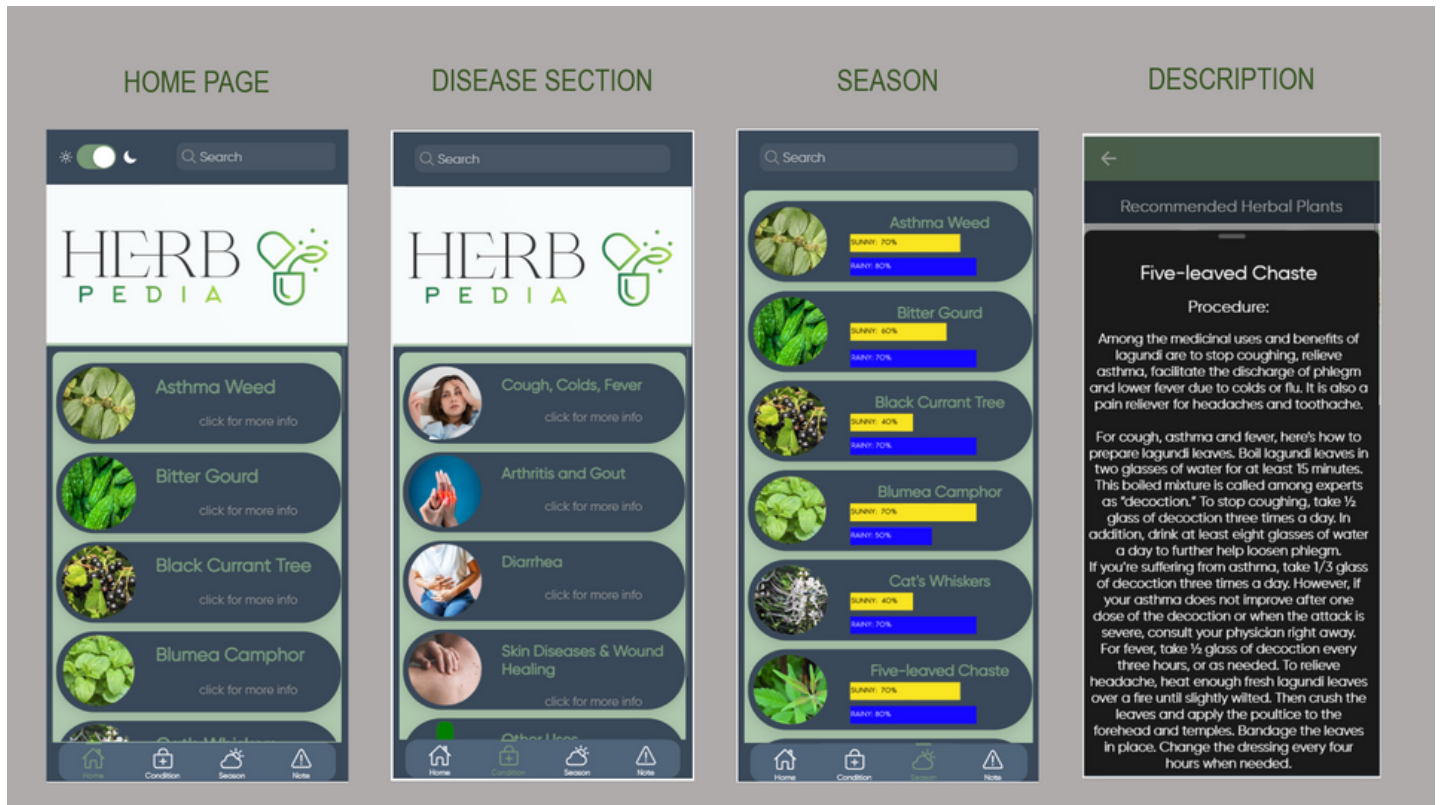 HOME PAGE
Search
HERB
PEDIA
Asthma Weed
click for more info
Bitter Gourd
click for more info
Black Currant Tree
click for more info
Blumea Camphor
click for more info
Cat's Whiskers
Home
Condition
Season
Note
DISEASE SECTION
Search
HERB
PEDIA
Cough, Colds, Fever
click for more info
Arthritis and Gout
click for more info
Diarrhea
click for more info
Skin Diseases & Wound
Healing
click for more info
Other Uses
Home
Condition
Season
Note
SEASON
Search
Asthma Weed
SUNNY: 70%
RAINY: 80%
Bitter Gourd
SUNNY: 60%
RAINY: 70%
Black Currant Tree
SUNNY: 40%
RAINY: 70%
Blumea Camphor
SUNNY: 70%
RAINY: 50%
Cat's Whiskers
SUNNY: 40%
RAINY: 70%
Five-leaved Chaste
SUNNY: 70%
RAINY: 80%
Home
Condition
Season
Note
DESCRIPTION
Recommended Herbal Plants
Five-leaved Chaste
Procedure:
Among the medicinal uses and benefits of
lagundi are to stop coughing, relieve
asthma, facilitate the discharge of phlegm
and lower fever due to colds or flu. It is also a
pain reliever for headaches and toothache.
For cough, asthma and fever, here's how to
prepare lagundi leaves. Boil lagundi leaves in
two glasses of water for at least 15 minutes.
This boiled mixture is called among experts
as “decoction.” To stop coughing, take ½
glass of decoction three times a day. In
addition, drink at least eight glasses of water
a day to further help loosen phlegm.
If you're suffering from asthma, take 1/3 glass
of decoction three times a day. However, if
your asthma does not improve after one
dose of the decoction or when the attack is
severe, consult your physician right away.
For fever, take ½ glass of decoction every
three hours, or as needed. To relieve
headache, heat enough fresh lagundi leaves
over a fire until slightly wilted. Then crush the
leaves and apply the poultice to the
forehead and temples. Bandage the leaves
in place. Change the dressing every four
hours when needed.